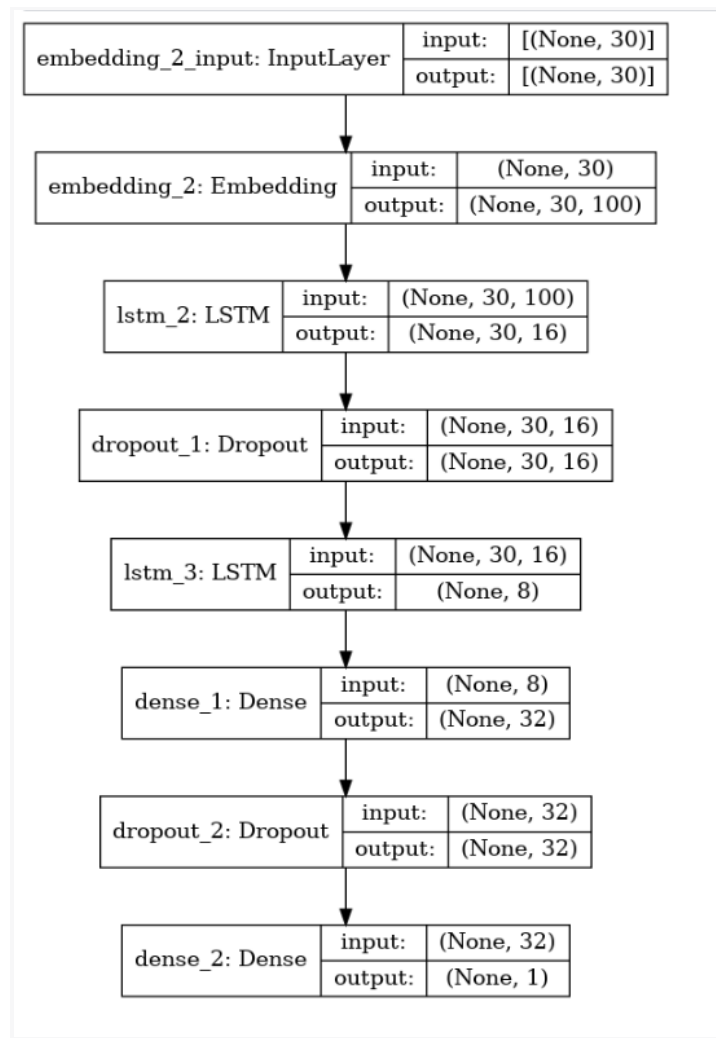 embedding_2_input: InputLayer
input: [(None, 30)]
output: [(None, 30)]
embedding_2: Embedding
input: (None, 30)
output: (None, 30, 100)
lstm_2: LSTM
input: (None, 30, 100)
output: (None, 30, 16)
dropout_1: Dropout
input: (None, 30, 16)
output: (None, 30, 16)
lstm_3: LSTM
input: (None, 30, 16)
output: (None, 8)
dense_1: Dense
input: (None, 8)
output: (None, 32)
dropout_2: Dropout
input: (None, 32)
output: (None, 32)
dense_2: Dense
input: (None, 32)
output: (None, 1)